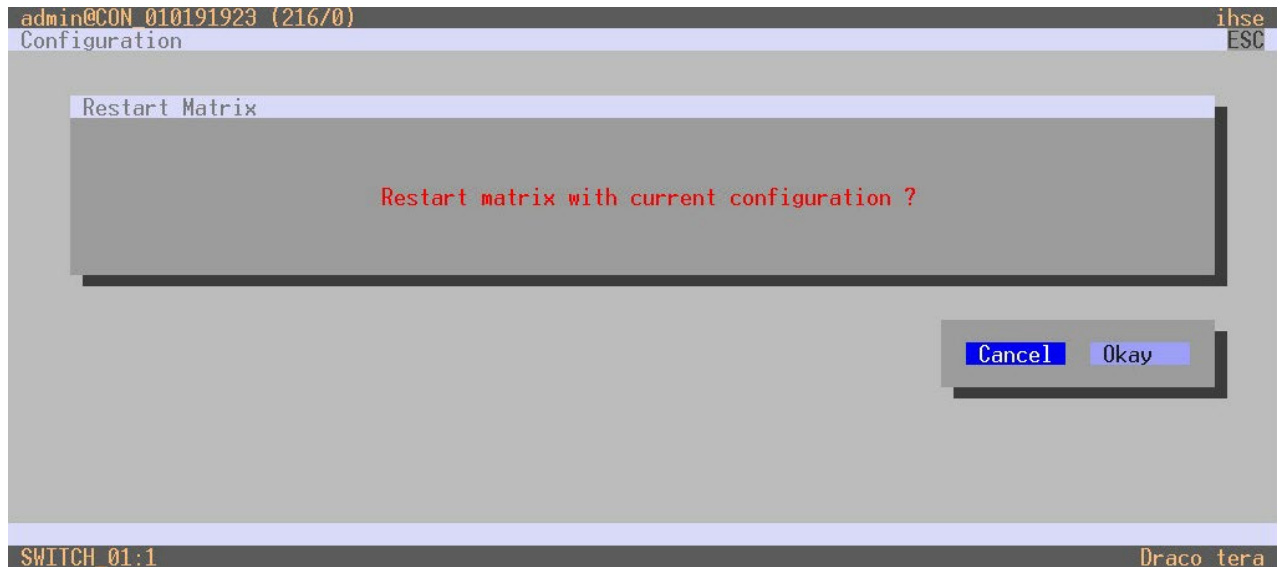 admin@CON_010191923 (216/0) ihse
Configuration ESC
Restart Matrix
Restart matrix with current configuration ?
Cancel Okay
SWITCH_01:1 Draco tera